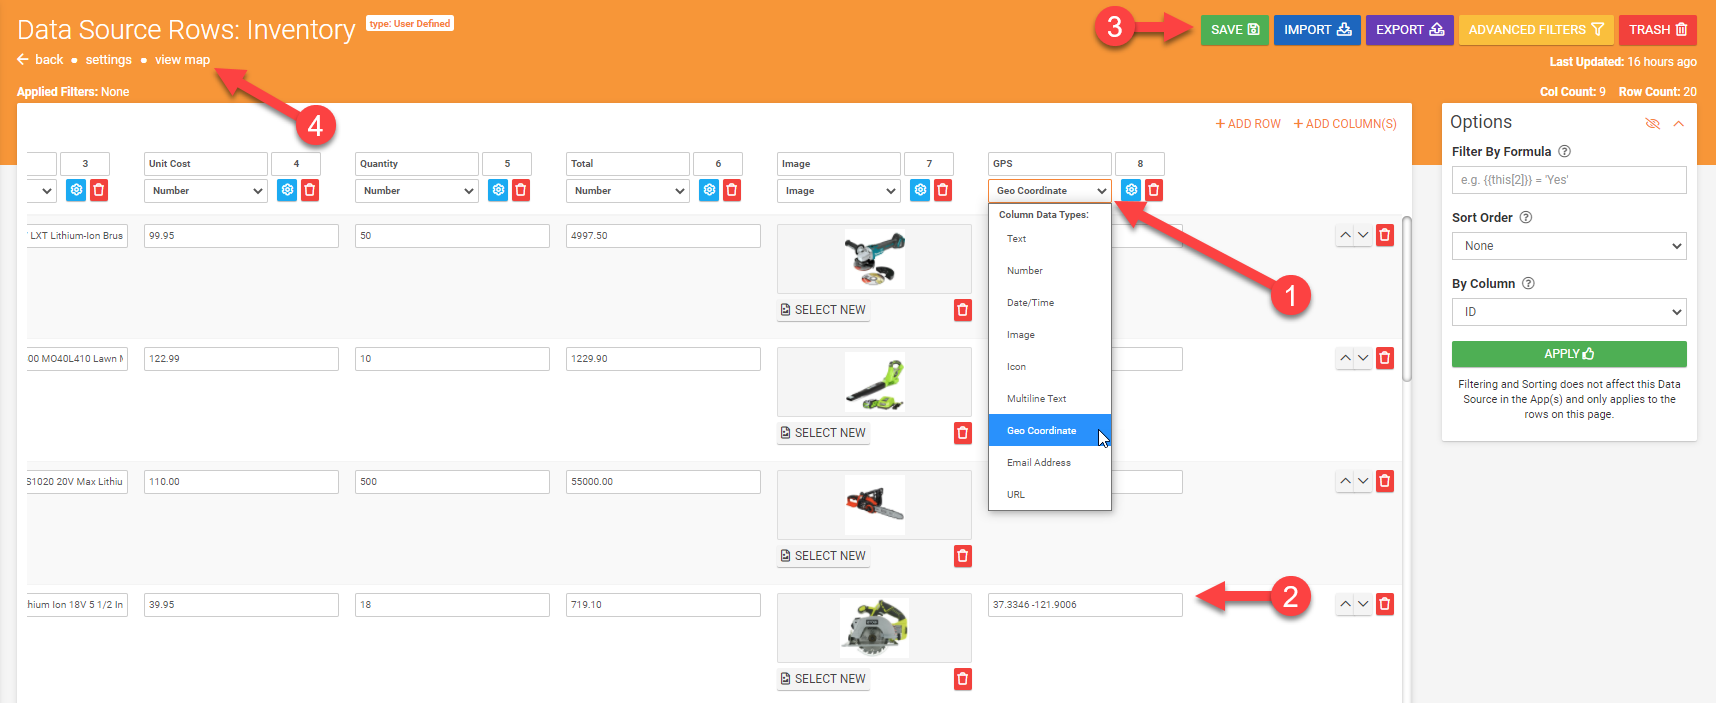 Data Source Rows: Inventory type: User Defined
3
SAVE IMPORT EXPORT ADVANCED FILTERS TRASH
back • settings • view map
Last Updated: 16 hours ago
4
Applied Filters: None
Col Count: 9 Row Count: 20
+ ADD ROW + ADD COLUMN(S)
3 Unit Cost 4 Quantity 5 Total 6 Image 7 GPS 8
Number Number Number Image Geo Coordinate
Column Data Types:
Text
Number
Date/Time
Image
Icon
Multiline Text
Geo Coordinate
Email Address
URL
1
LXT Lithium-Ion Brus 99.95 50 4997.50
SELECT NEW
00 MO40L410 Lawn 122.99 10 1229.90
SELECT NEW
S1020 20V Max Lithiu 110.00 500 55000.00
SELECT NEW
hium Ion 18V 5 1/2 In 39.95 18 719.10 37.3346 -121.9006
2
SELECT NEW
Options
Filter By Formula ?
e.g. {{this[2]}} = 'Yes'
Sort Order ?
None
By Column ?
ID
APPLY
Filtering and Sorting does not affect this Data
Source in the App(s) and only applies to the
rows on this page.